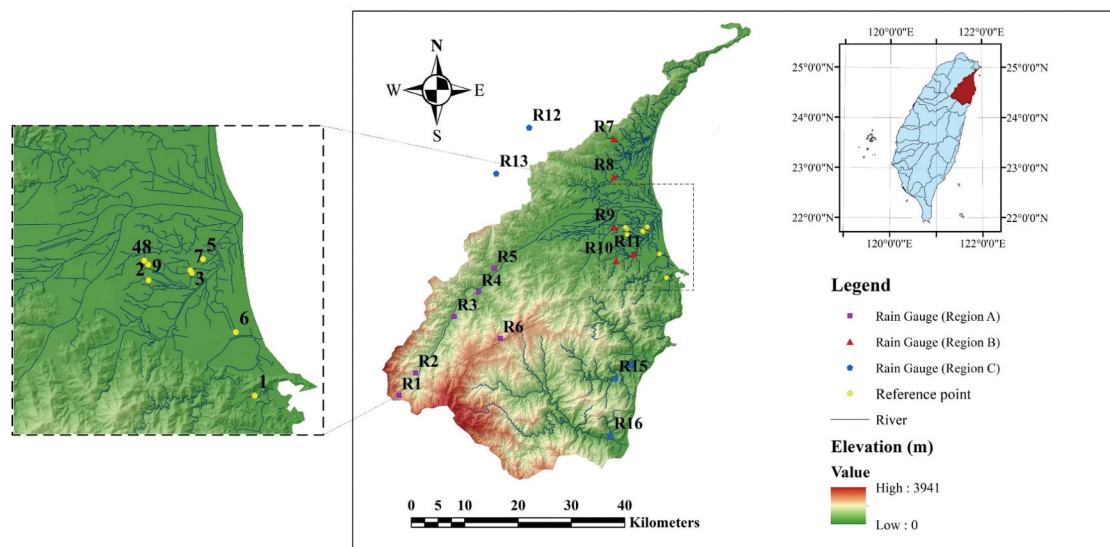 N
W E
S
R12
R13
R7
R8
R9
R10
R11
R5
R4
R3
R6
R2
R1
R15
R16
0 5 10 20 30 40
Kilometers
48
2 9
7 5
3
6
1
120°0'0"E 122°0'0"E
25°0'0"N 25°0'0"N
24°0'0"N 24°0'0"N
23°0'0"N 23°0'0"N
22°0'0"N 22°0'0"N
120°0'0"E 122°0'0"E
Legend
Rain Gauge (Region A)
Rain Gauge (Region B)
Rain Gauge (Region C)
Reference point
River
Elevation (m)
Value
High : 3941
Low : 0